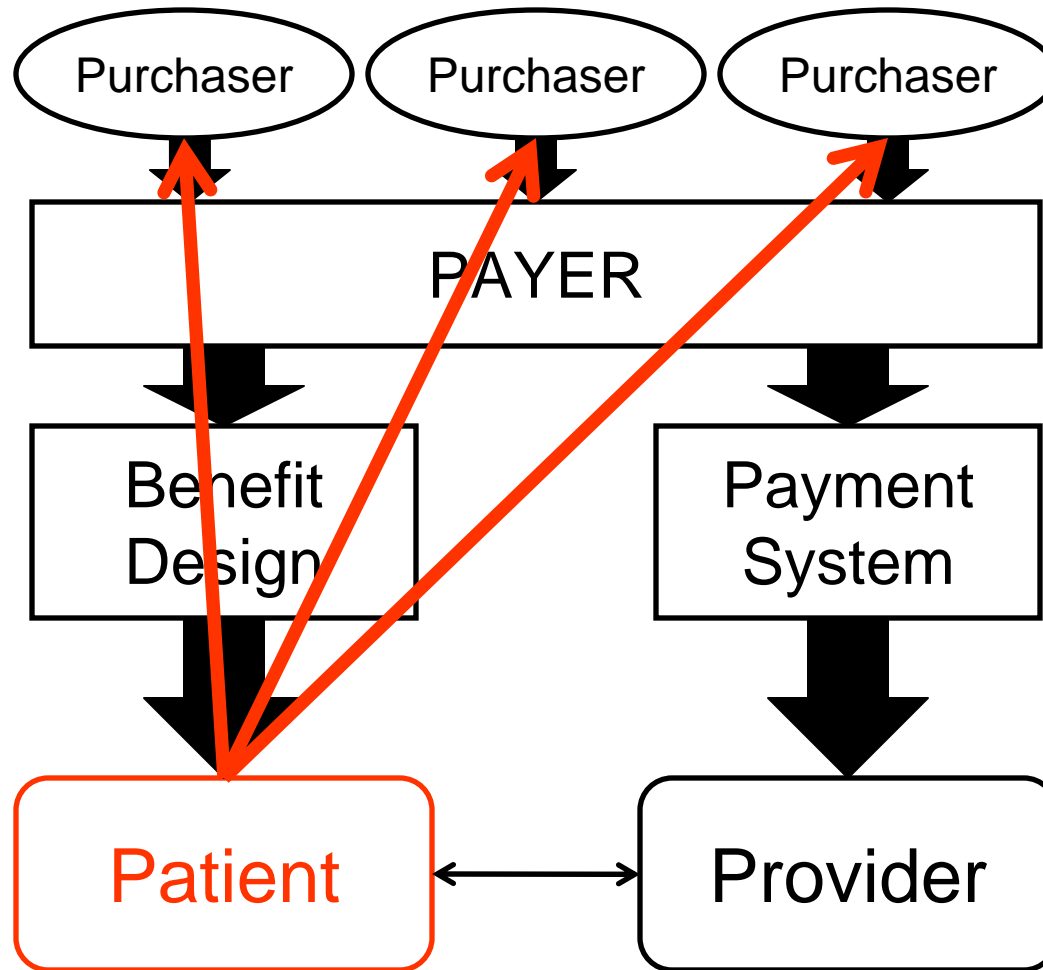 Purchaser
Purchaser
Purchaser
PAYER
Benefit
Design
Payment
System
Patient
Provider